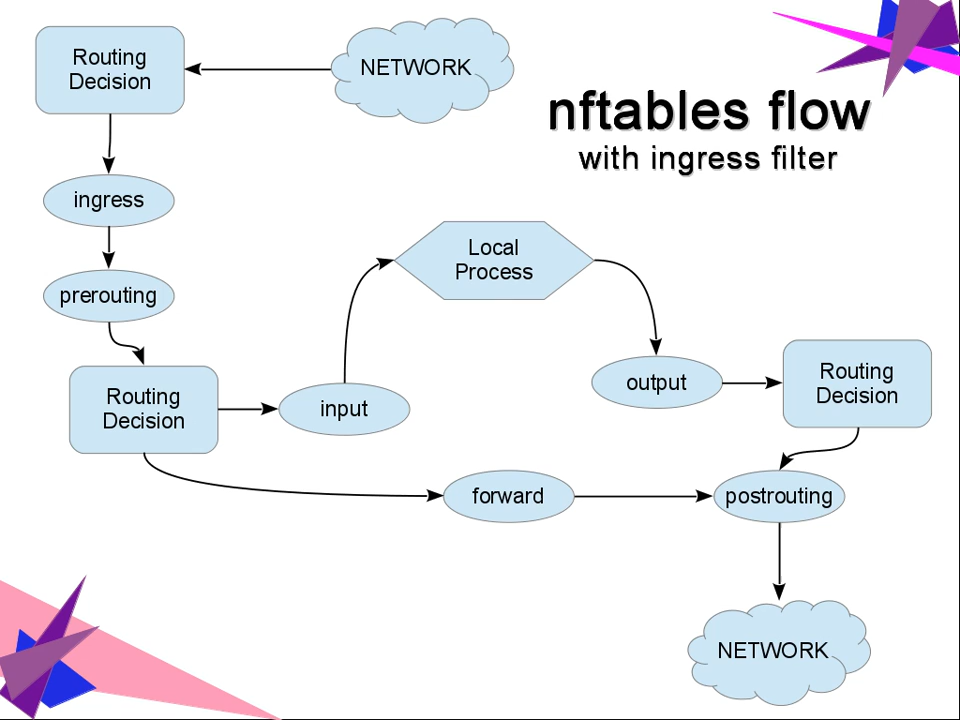 Routing
Decision
NETWORK
nftables flow
with ingress filter
ingress
prerouting
Local
Process
Routing
Decision
input
output
Routing
Decision
forward
postrouting
NETWORK